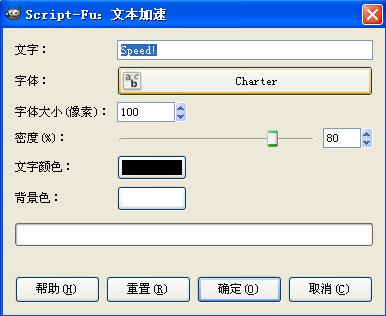 Script-Fu：文本加速
文字：
Speed!
字体：
Charter
字体大小(像素)：
100
密度(%)：
80
文字颜色：
背景色：
帮助(H) 重置(R) 确定(O) 取消(C)